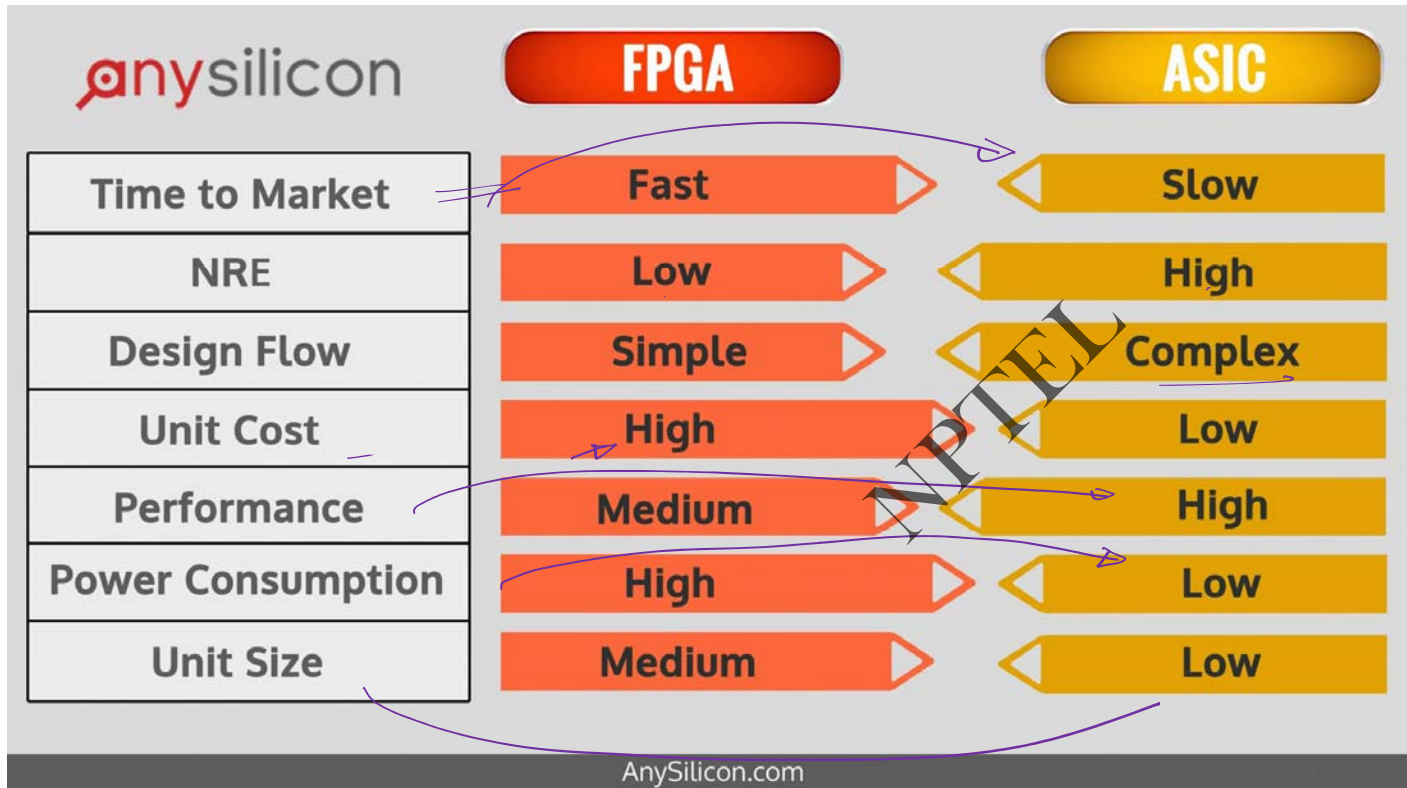 anysilicon FPGA ASIC
Time to Market Fast Slow
NRE Low High
Design Flow Simple Complex
Unit Cost High Low
Performance Medium High
Power Consumption High Low
Unit Size Medium Low
NPTEL
AnySilicon.com